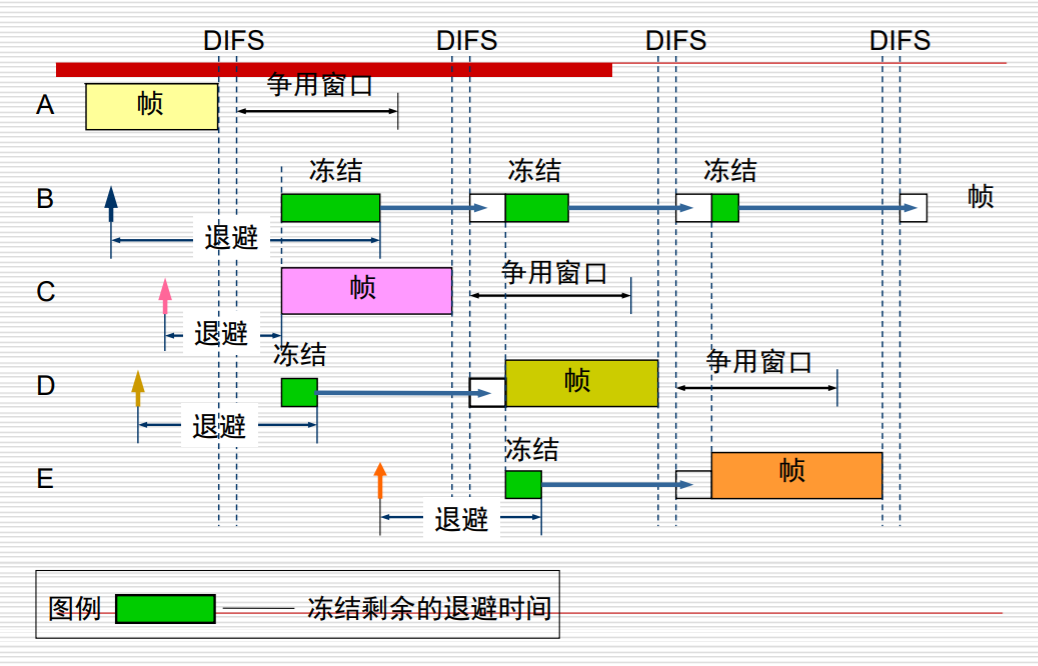 DIFS DIFS DIFS DIFS
争用窗口
A 帧
冻结 冻结 冻结
B 帧
退避
争用窗口
C 帧
退避
冻结
争用窗口
D 帧
退避
冻结
E 帧
退避
图例 冻结剩余的退避时间